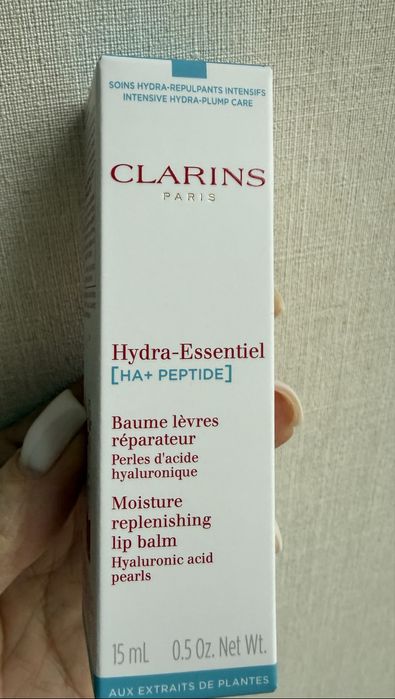 SOINS HYDRA-REPULPANTS INTENSIFS
INTENSIVE HYDRA-PLUMP CARE
CLARINS
PARIS
Hydra-Essentiel
[HA+ PEPTIDE]
Baume lèvres
réparateur
Perles d'acide
hyaluronique
Moisture
replenishing
lip balm
Hyaluronic acid
pearls
15 mL 0.5 Oz. Net Wt.
AUX EXTRAITS DE PLANTES